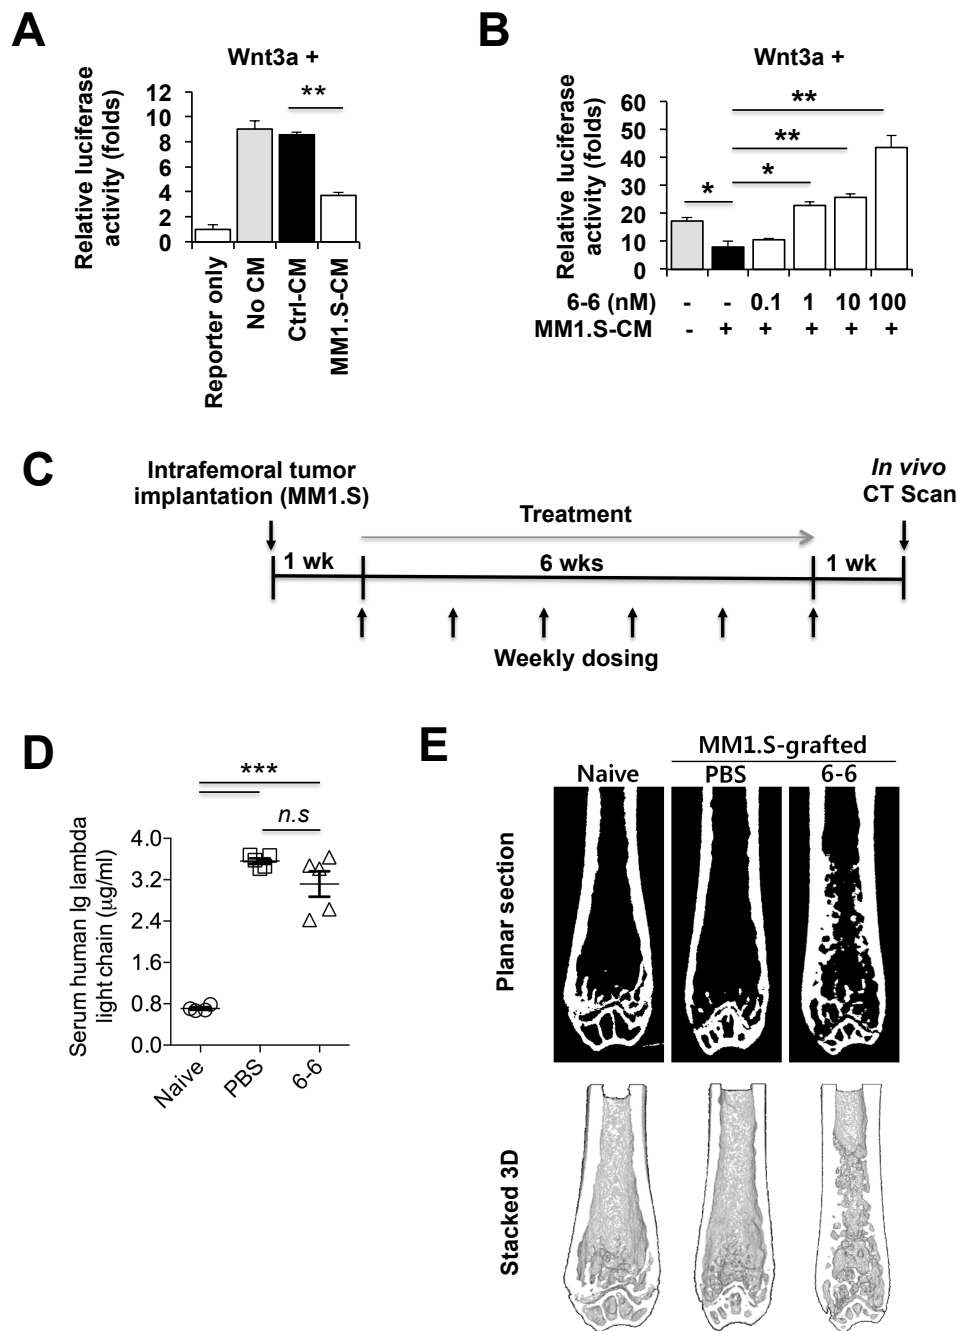 A
Wnt3a +
**
Relative luciferase
activity (folds)
12
10
8
6
4
2
0
Reporter only
No CM
Ctrl-CM
MM1.S-CM
B
Wnt3a +
**
**
*
*
Relative luciferase
activity (folds)
60
50
40
30
20
10
0
6-6 (nM) - - 0.1 1 10 100
MM1.S-CM - + + + + +
C
Intrafemoral tumor
implantation (MM1.S)
In vivo
CT Scan
Treatment
1 wk 6 wks 1 wk
Weekly dosing
D
***
n.s
Serum human Ig lambda
light chain (µg/ml)
4.0
3.2
2.4
1.6
0.8
0.0
Naive
PBS
6-6
E
MM1.S-grafted
Naive PBS 6-6
Planar section
Stacked 3D